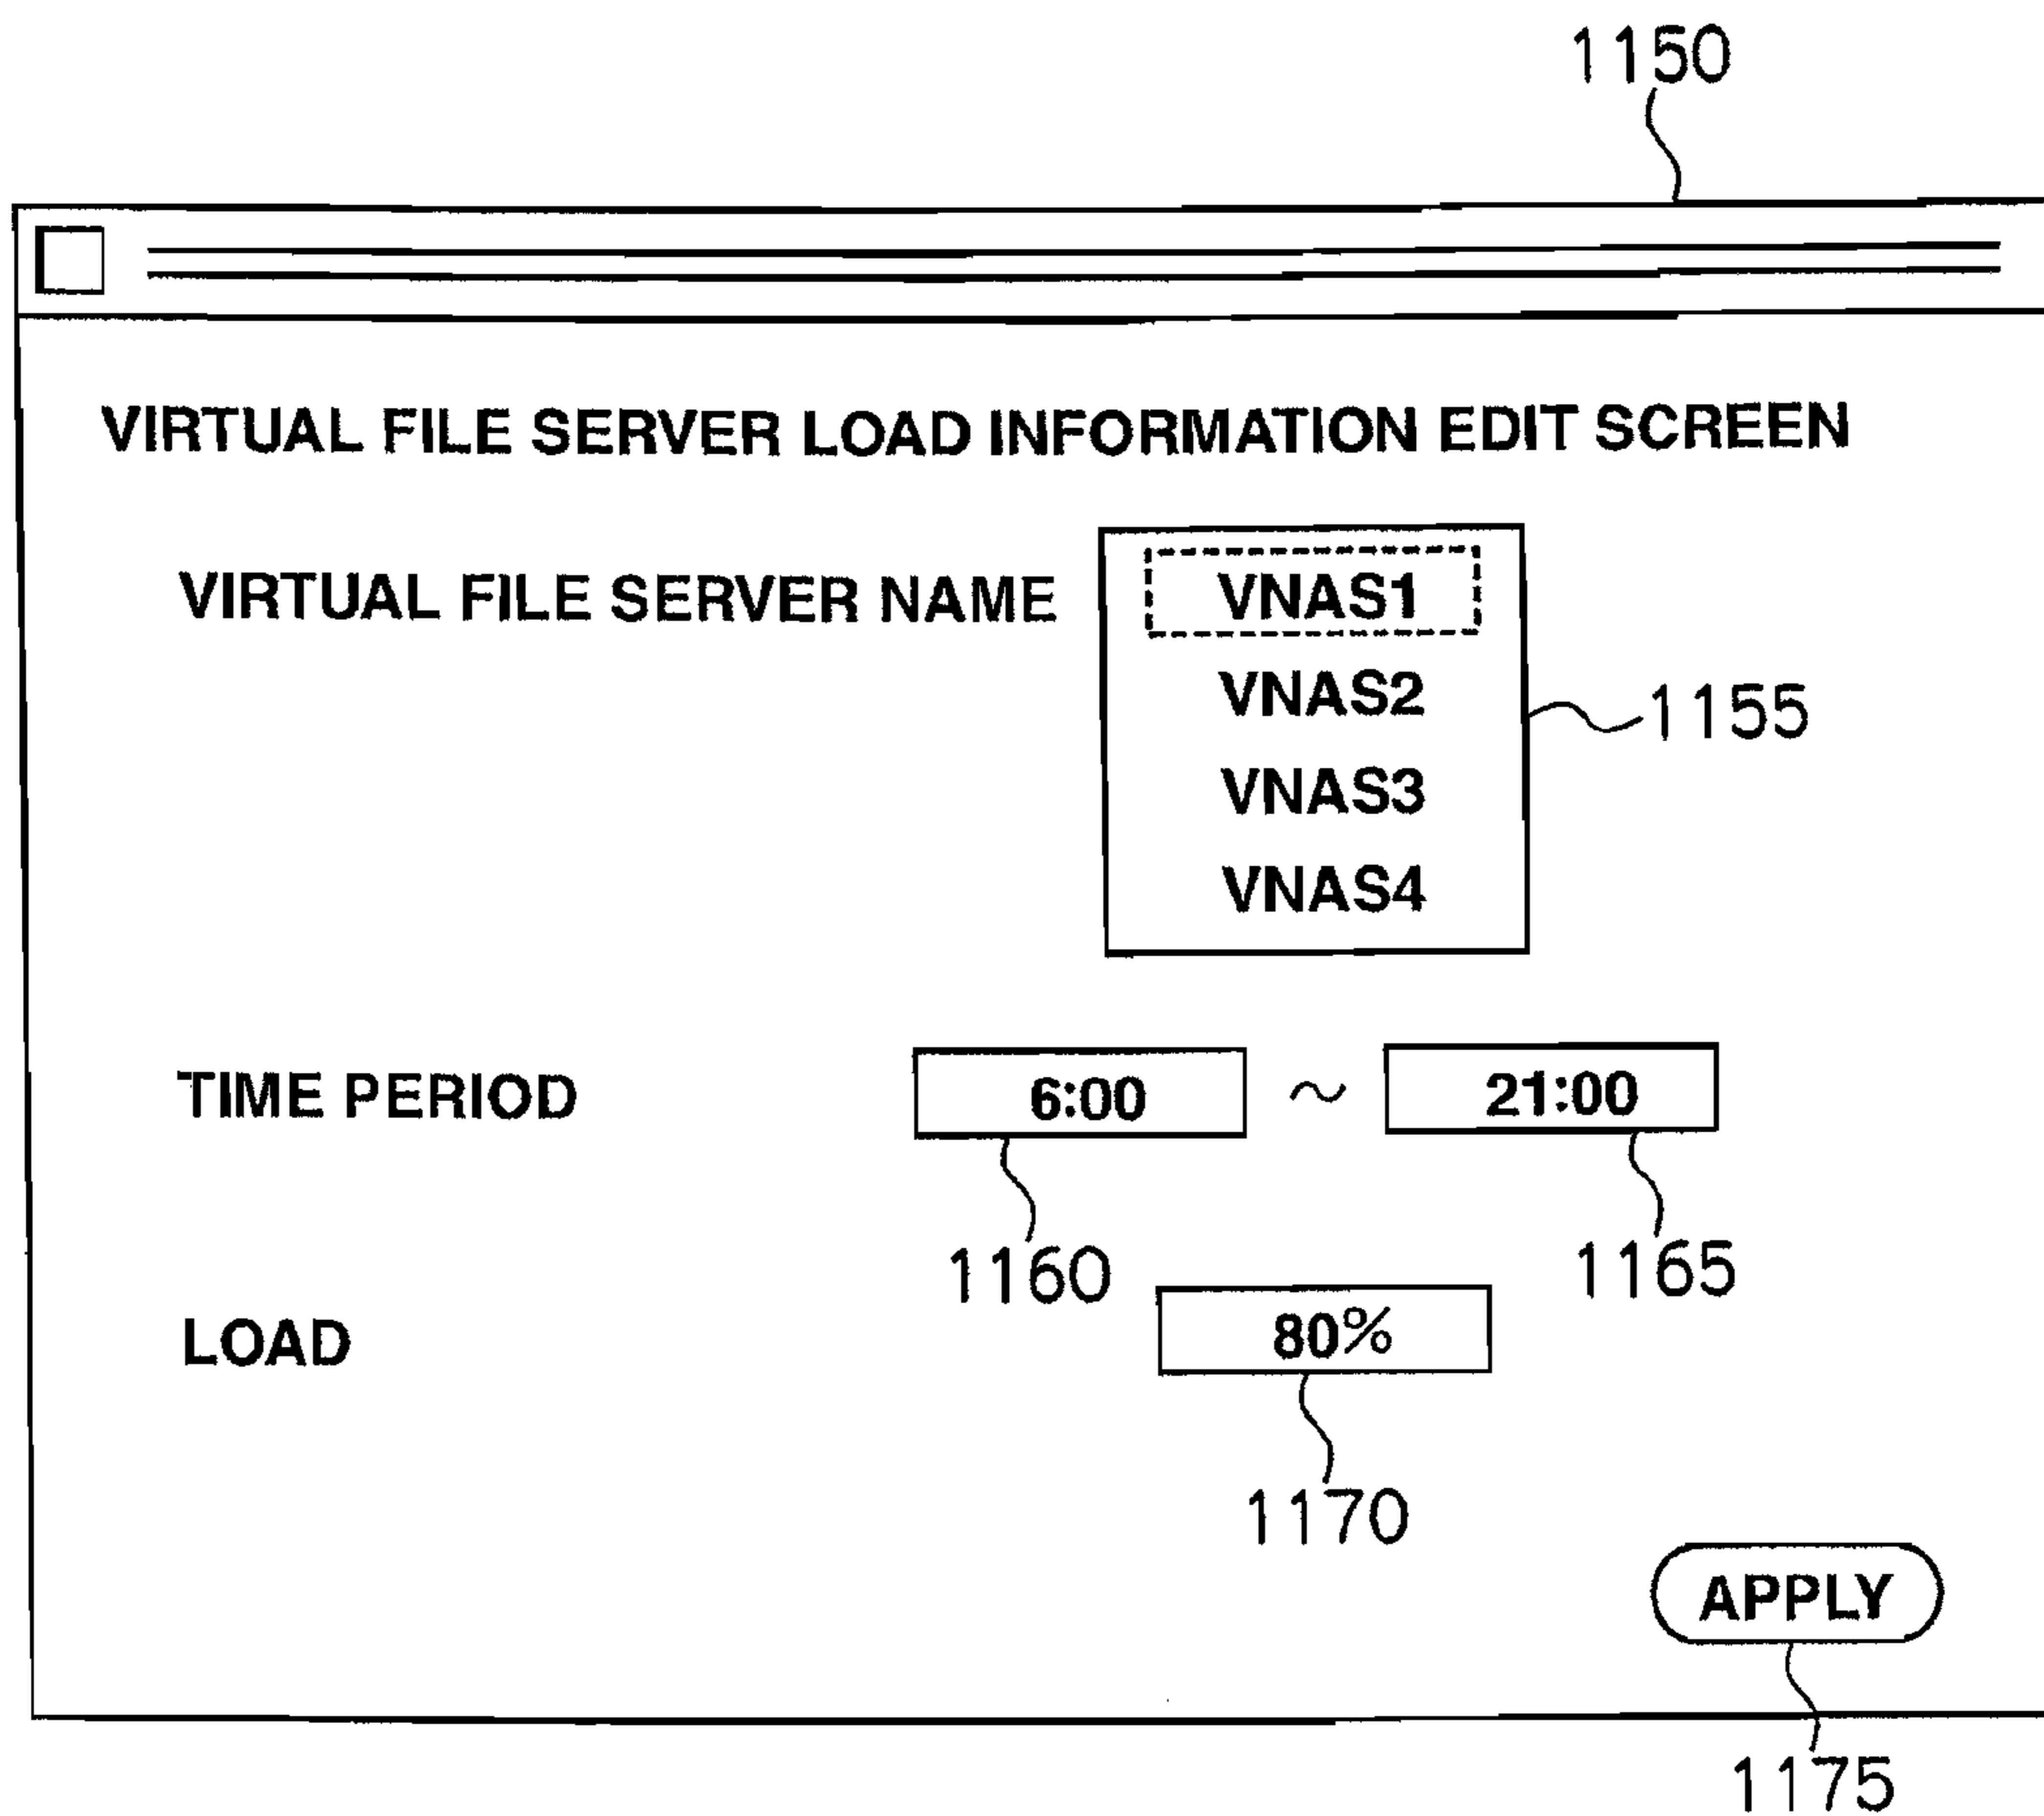 1150
VIRTUAL FILE SERVER LOAD INFORMATION EDIT SCREEN
VIRTUAL FILE SERVER NAME VNAS1
VNAS2
1155
VNAS3
VNAS4
TIME PERIOD 6:00 ~ 21:00
1160 1165
LOAD 80%
1170
APPLY
1175